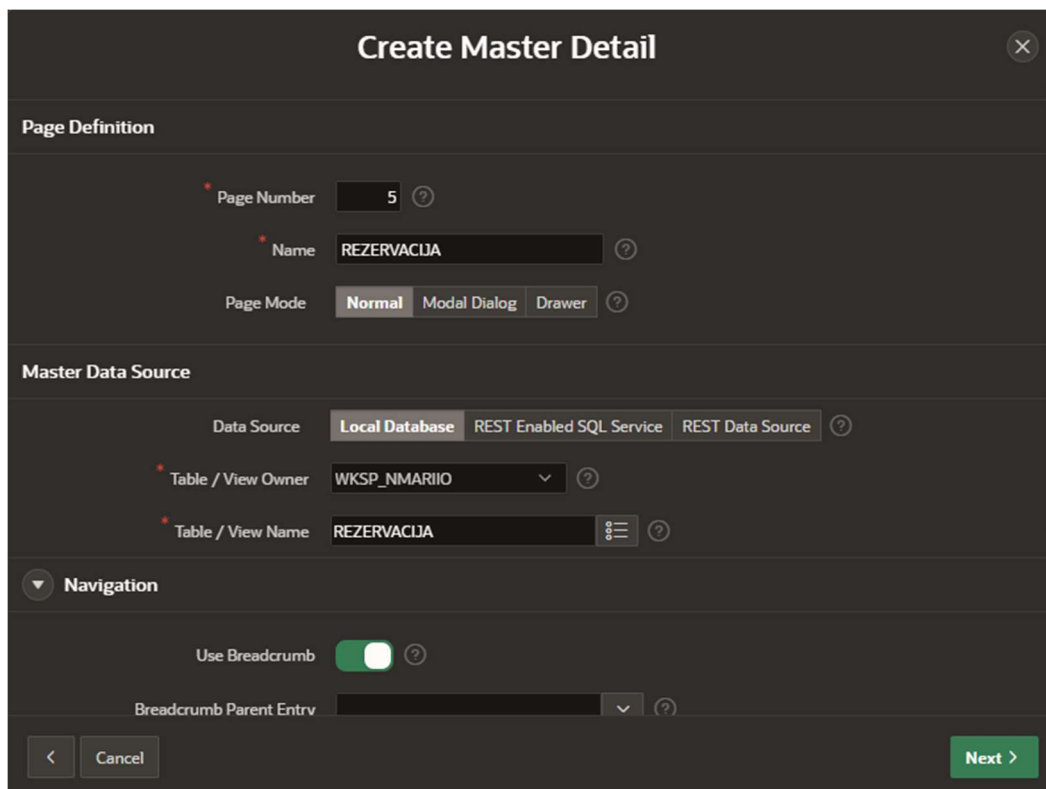 Create Master Detail
Page Definition
* Page Number 5
* Name REZERVACIJA
Page Mode Normal Modal Dialog Drawer
Master Data Source
Data Source Local Database REST Enabled SQL Service REST Data Source
* Table / View Owner WKSP_NMARIIO
* Table / View Name REZERVACIJA
Navigation
Use Breadcrumb
Breadcrumb Parent Entry
Cancel Next >